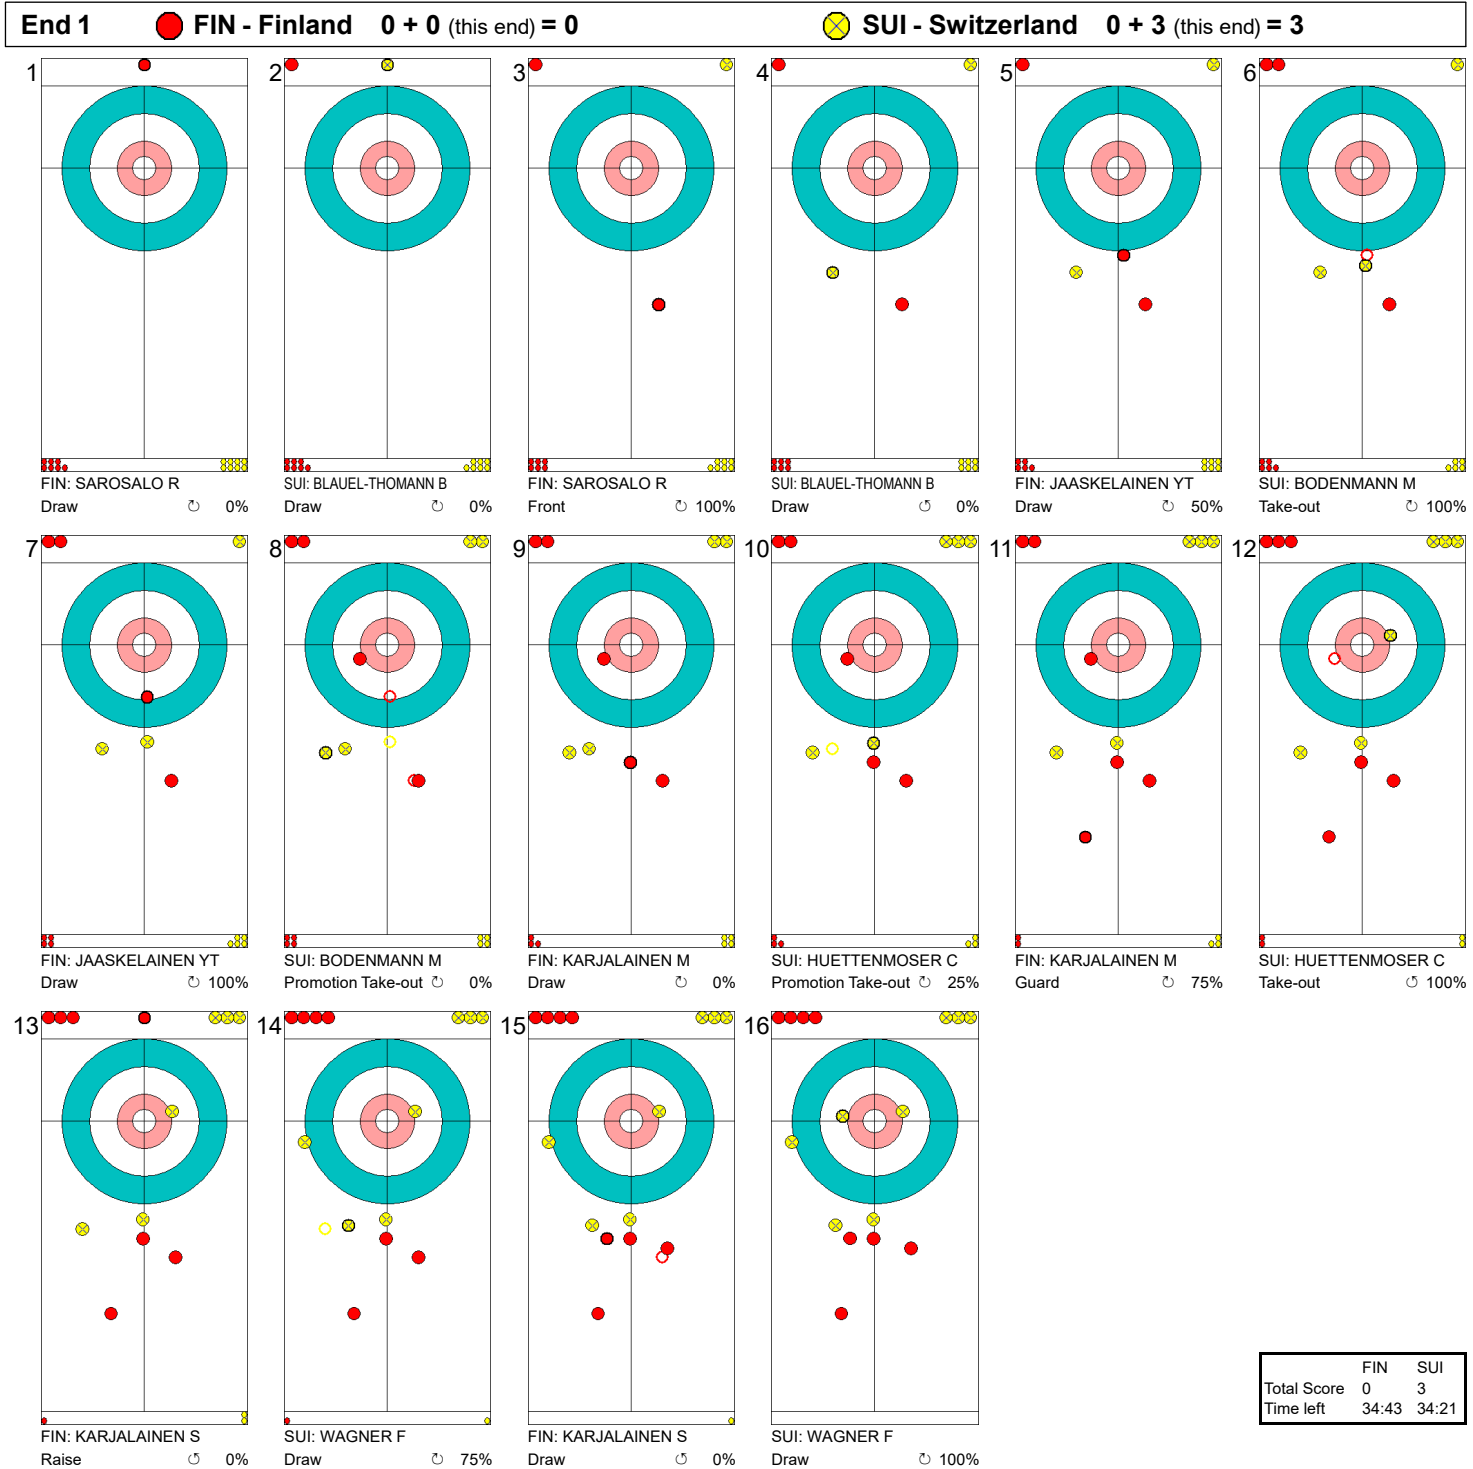 End 1 FIN - Finland 0 + 0 (this end) = 0 SUI - Switzerland 0 + 3 (this end) = 3
1 2 3 4 5 6
FIN: SAROSALO R SUI: BLAUEL-THOMANN B FIN: SAROSALO R SUI: BLAUEL-THOMANN B FIN: JAASKELAINEN YT SUI: BODENMANN M
Draw ↻ 0% Draw ↻ 0% Front ↺ 100% Draw ↺ 0% Draw ↻ 50% Take-out ↺ 100%
7 8 9 10 11 12
FIN: JAASKELAINEN YT SUI: BODENMANN M FIN: KARJALAINEN M SUI: HUETTENMOSER C FIN: KARJALAINEN M SUI: HUETTENMOSER C
Draw ↻ 100% Promotion Take-out ↻ 0% Draw ↻ 0% Promotion Take-out ↻ 25% Guard ↻ 75% Take-out ↺ 100%
13 14 15 16
FIN: KARJALAINEN S SUI: WAGNER F FIN: KARJALAINEN S SUI: WAGNER F
Raise ↺ 0% Draw ↻ 75% Draw ↺ 0% Draw ↻ 100%
FIN SUI
Total Score 0 3
Time left 34:43 34:21